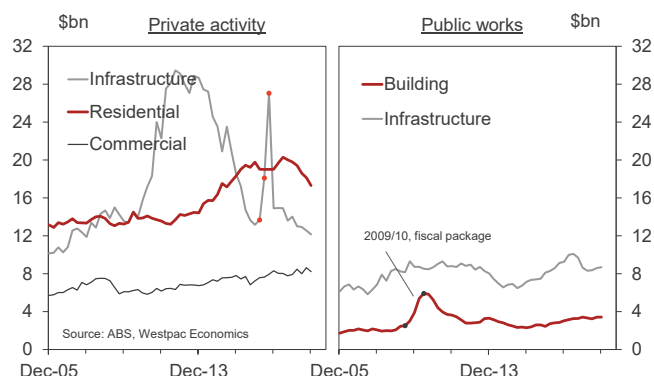 $bn Private activity Public works $bn
32 32
28 Infrastructure Building 28
24 Residential Infrastructure 24
20 Commercial 20
16 16
12 2009/10, fiscal package 12
8 8
4 4
Source: ABS, Westpac Economics
0 0
Dec-05 Dec-13 Dec-05 Dec-13